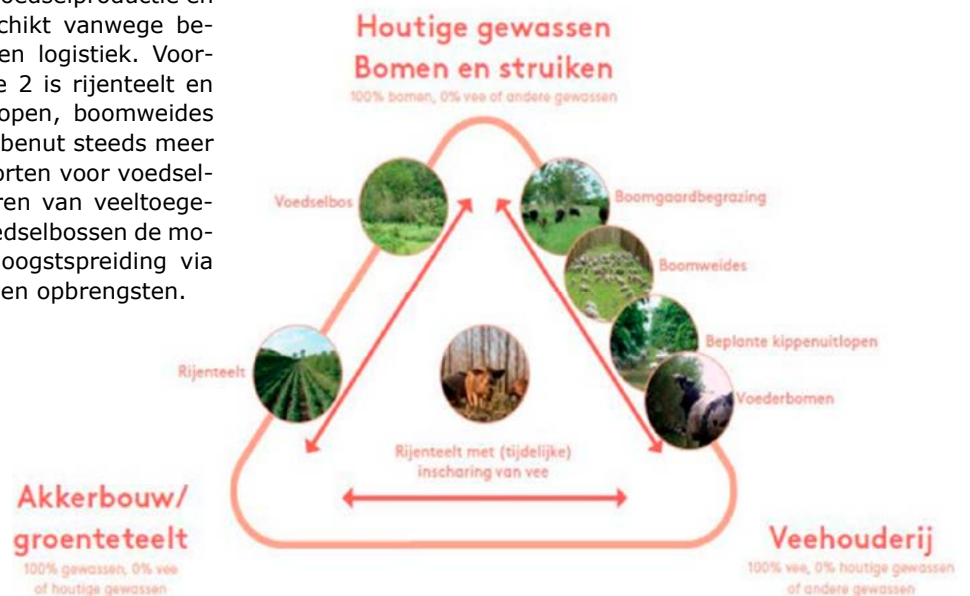 oedselproductie en
chikt vanwege be-
en logistiek. Voor-
e 2 is rijenteelt en
open, boomweides
benut steeds meer
orten voor voedsel-
ren van veeltoege-
edselbossen de mo-
oogstspreiding via
en opbrengsten.
Houtige gewassen
Bomen en struiken
100% bomen, 0% vee of andere gewassen
Voedselbos
Boomgaardbegrazing
Boomweides
Beplante kippenuitlopen
Rijenteelt
Voederbomen
Rijenteelt met (tijdelijke)
inscharing van vee
Akkerbouw/
groenteteelt
100% gewassen, 0% vee
of houtige gewassen
Veehouderij
100% vee, 0% houtige gewassen
of andere gewassen